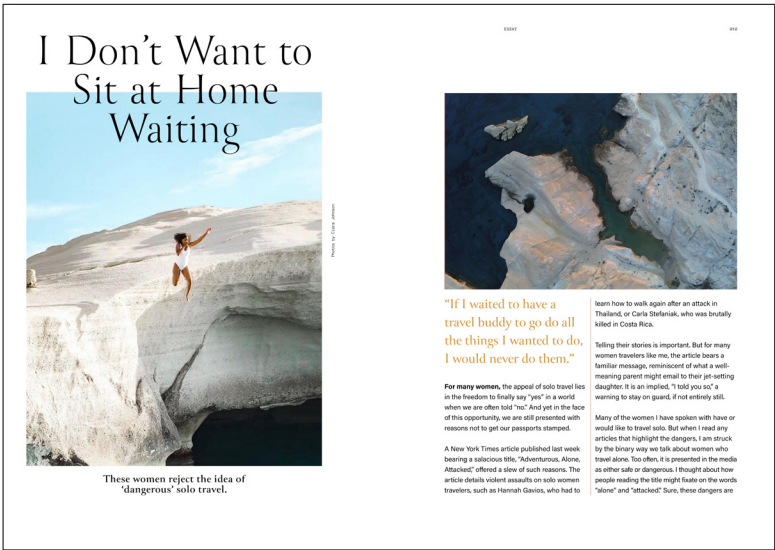 I Don’t Want to
Sit at Home
Waiting
Photos by Clara Johnson
These women reject the idea of
‘dangerous’ solo travel.
ESSAY
010
“If I waited to have a
travel buddy to go do all
the things I wanted to do,
I would never do them.”
For many women, the appeal of solo travel lies
in the freedom to finally say “yes” in a world
when we are often told “no.” And yet in the face
of this opportunity, we are still presented with
reasons not to get our passports stamped.
A New York Times article published last week
bearing a salacious title, “Adventurous, Alone,
Attacked,” offered a slew of such reasons. The
article details violent assaults on solo women
travelers, such as Hannah Gavios, who had to
learn how to walk again after an attack in
Thailand, or Carla Stefaniak, who was brutally
killed in Costa Rica.
Telling their stories is important. But for many
women travelers like me, the article bears a
familiar message, reminiscent of what a well-
meaning parent might email to their jet-setting
daughter. It is an implied, “I told you so,” a
warning to stay on guard, if not entirely still.
Many of the women I have spoken with have or
would like to travel solo. But when I read any
articles that highlight the dangers, I am struck
by the binary way we talk about women who
travel alone. Too often, it is presented in the media
as either safe or dangerous. I thought about how
people reading the title might fixate on the words
“alone” and “attacked.” Sure, these dangers are